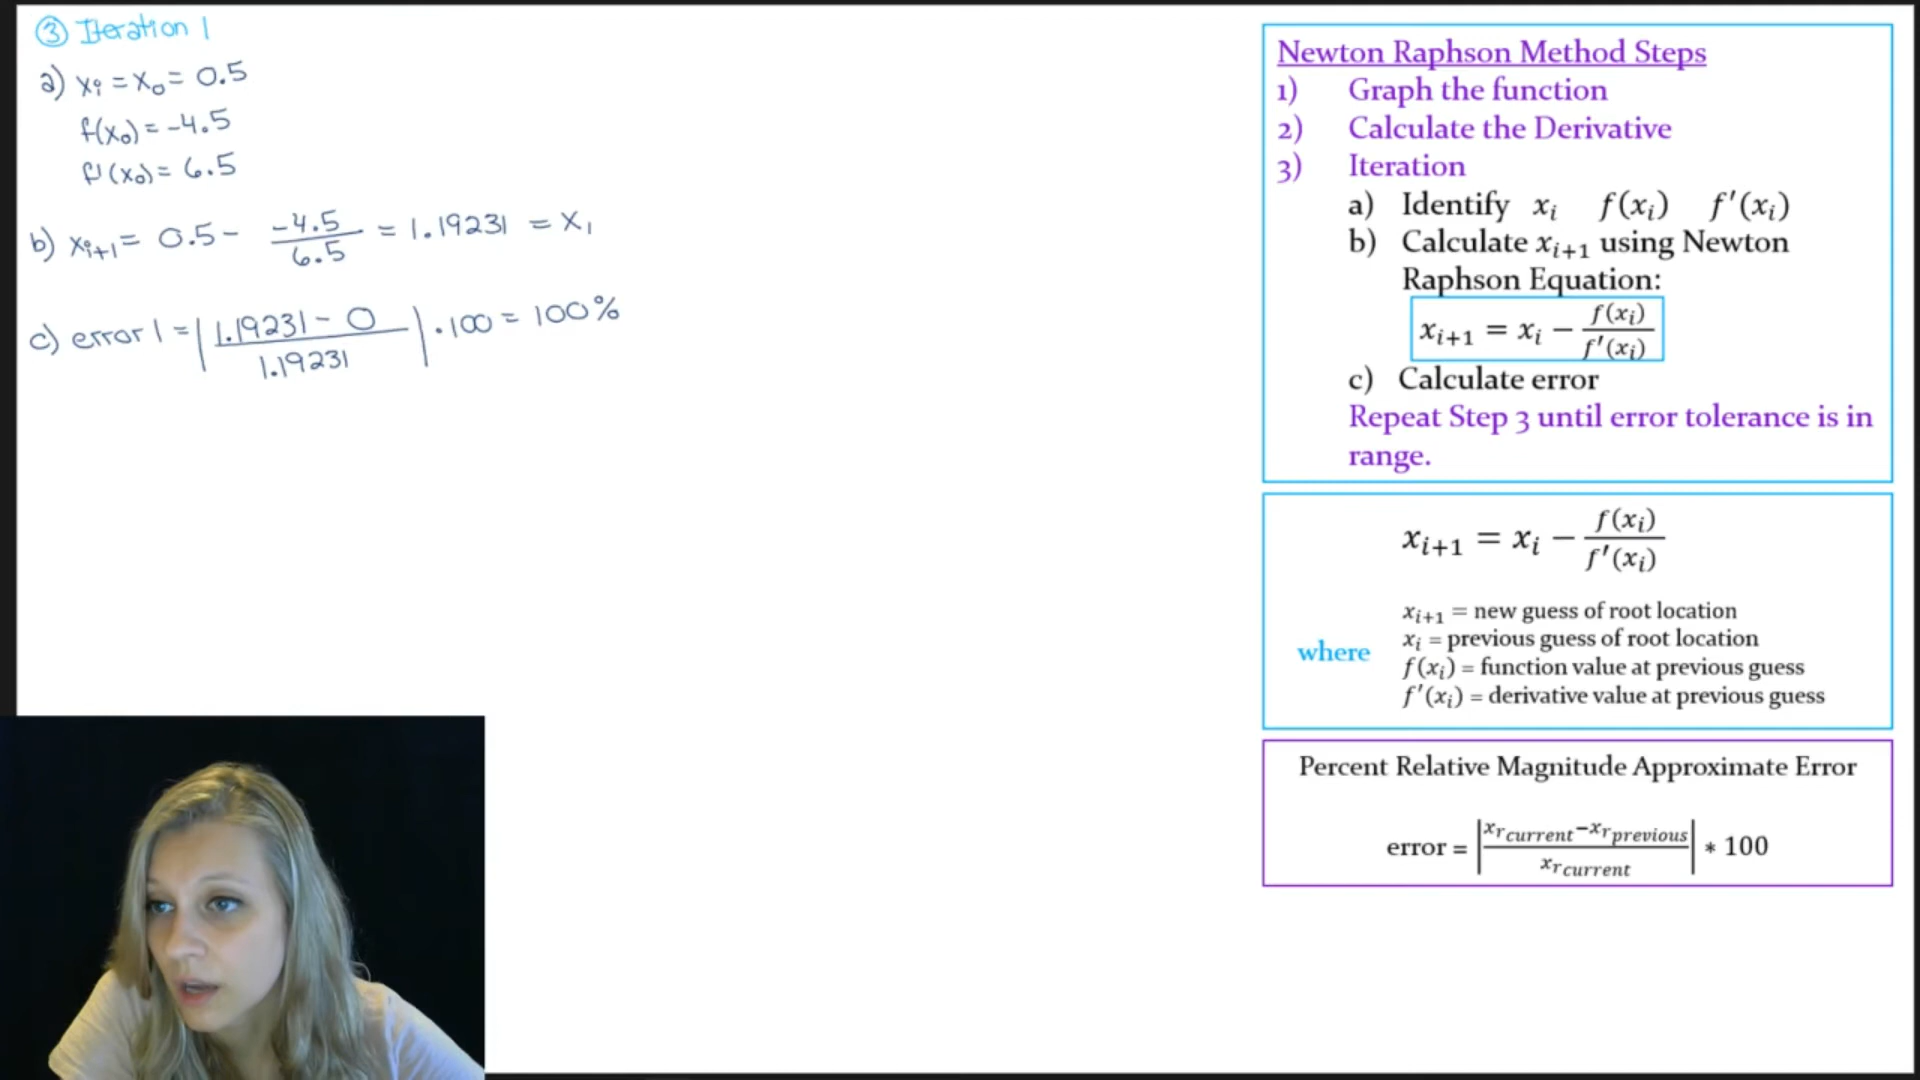 ③ Iteration 1
a) xi = x₀ = 0.5
f(x₀) = -4.5
f'(x₀) = 6.5
b) xi+1 = 0.5 - -4.5/6.5 = 1.19231 = x₁
c) error 1 = |1.19231 - 0 / 1.19231| · 100 = 100%
Newton Raphson Method Steps
1) Graph the function
2) Calculate the Derivative
3) Iteration
a) Identify xi f(xi) f′(xi)
b) Calculate xi+1 using Newton
Raphson Equation:
xi+1 = xi − f(xi)/f′(xi)
c) Calculate error
Repeat Step 3 until error tolerance is in
range.
xi+1 = xi − f(xi)/f′(xi)
where
xi+1 = new guess of root location
xi = previous guess of root location
f(xi) = function value at previous guess
f′(xi) = derivative value at previous guess
Percent Relative Magnitude Approximate Error
error = |xrcurrent−xrprevious / xrcurrent| * 100